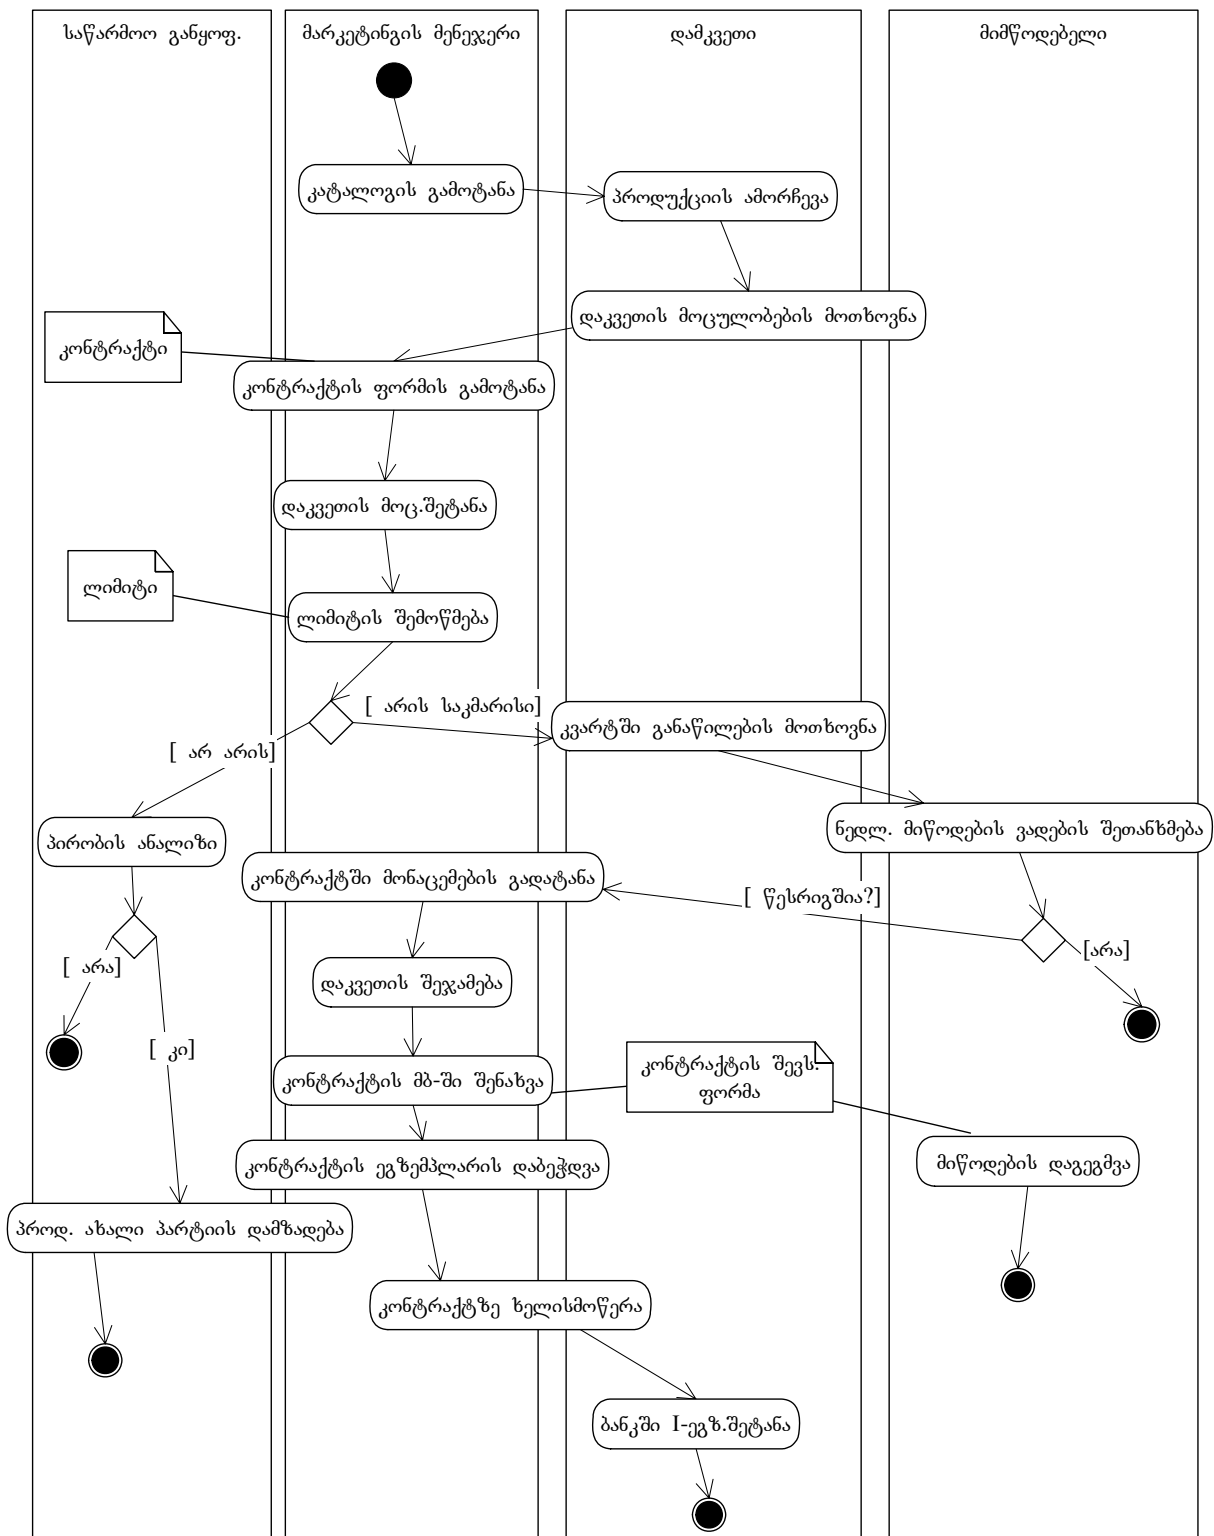 საწარმოო განყოფ.
მარკეტინგის მენეჯერი
დამკვეთი
მიმწოდებელი
კატალოგის გამოტანა
პროდუქციის ამორჩევა
დაკვეთის მოცულობების მოთხოვნა
კონტრაქტი
კონტრაქტის ფორმის გამოტანა
დაკვეთის მოც.შეტანა
ლიმიტი
ლიმიტის შემოწმება
[ არის საკმარისი]
კვარტში განაწილების მოთხოვნა
[ არ არის]
ნედლ. მიწოდების ვადების შეთანხმება
პირობის ანალიზი
კონტრაქტში მონაცემების გადატანა
[ წესრიგშია?]
[არა]
[ არა]
დაკვეთის შეჯამება
[ კი]
კონტრაქტის შევს.
ფორმა
კონტრაქტის მბ-ში შენახვა
კონტრაქტის ეგზემპლარის დაბეჭდვა
მიწოდების დაგეგმვა
პროდ. ახალი პარტიის დამზადება
კონტრაქტზე ხელისმოწერა
ბანკში I-ეგზ.შეტანა